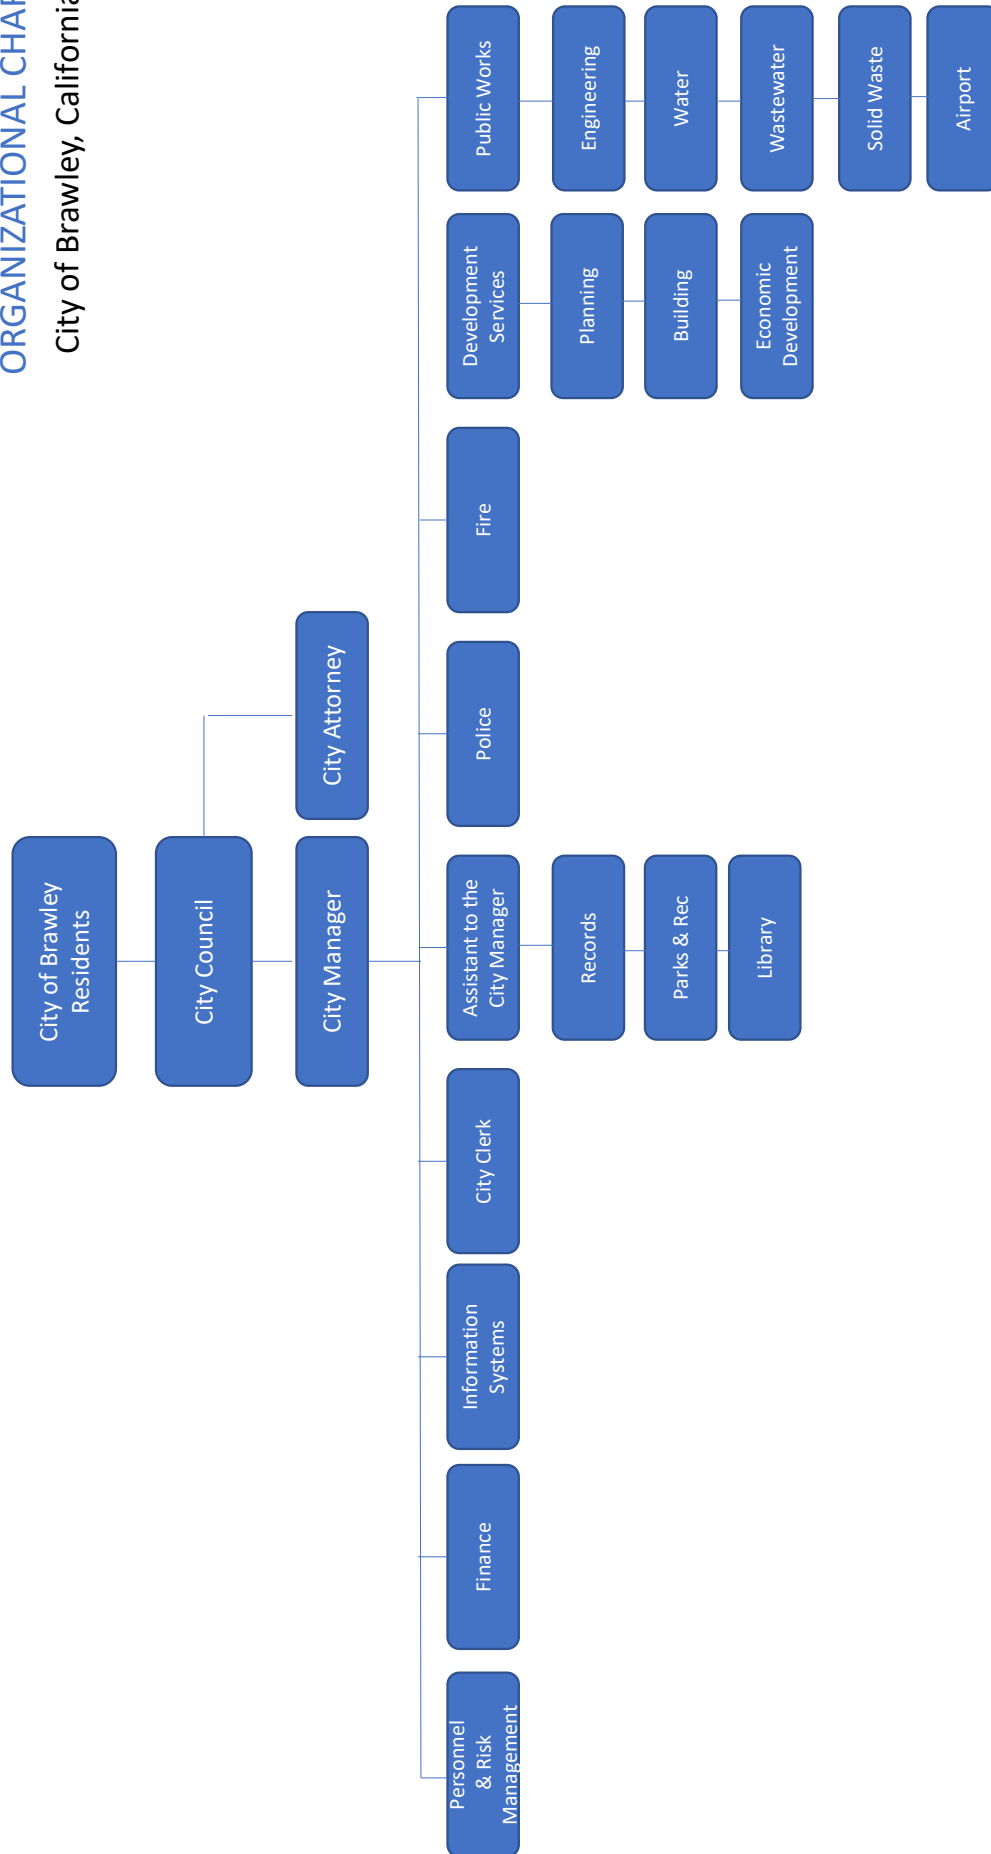 ORGANIZATIONAL CHAR
City of Brawley, California
City of Brawley
Residents
City Council
City Manager
City Attorney
Personnel
& Risk
Management
Finance
Information
Systems
City Clerk
Assistant to the
City Manager
Records
Parks & Rec
Library
Police
Fire
Development
Services
Planning
Building
Economic
Development
Public Works
Engineering
Water
Wastewater
Solid Waste
Airport